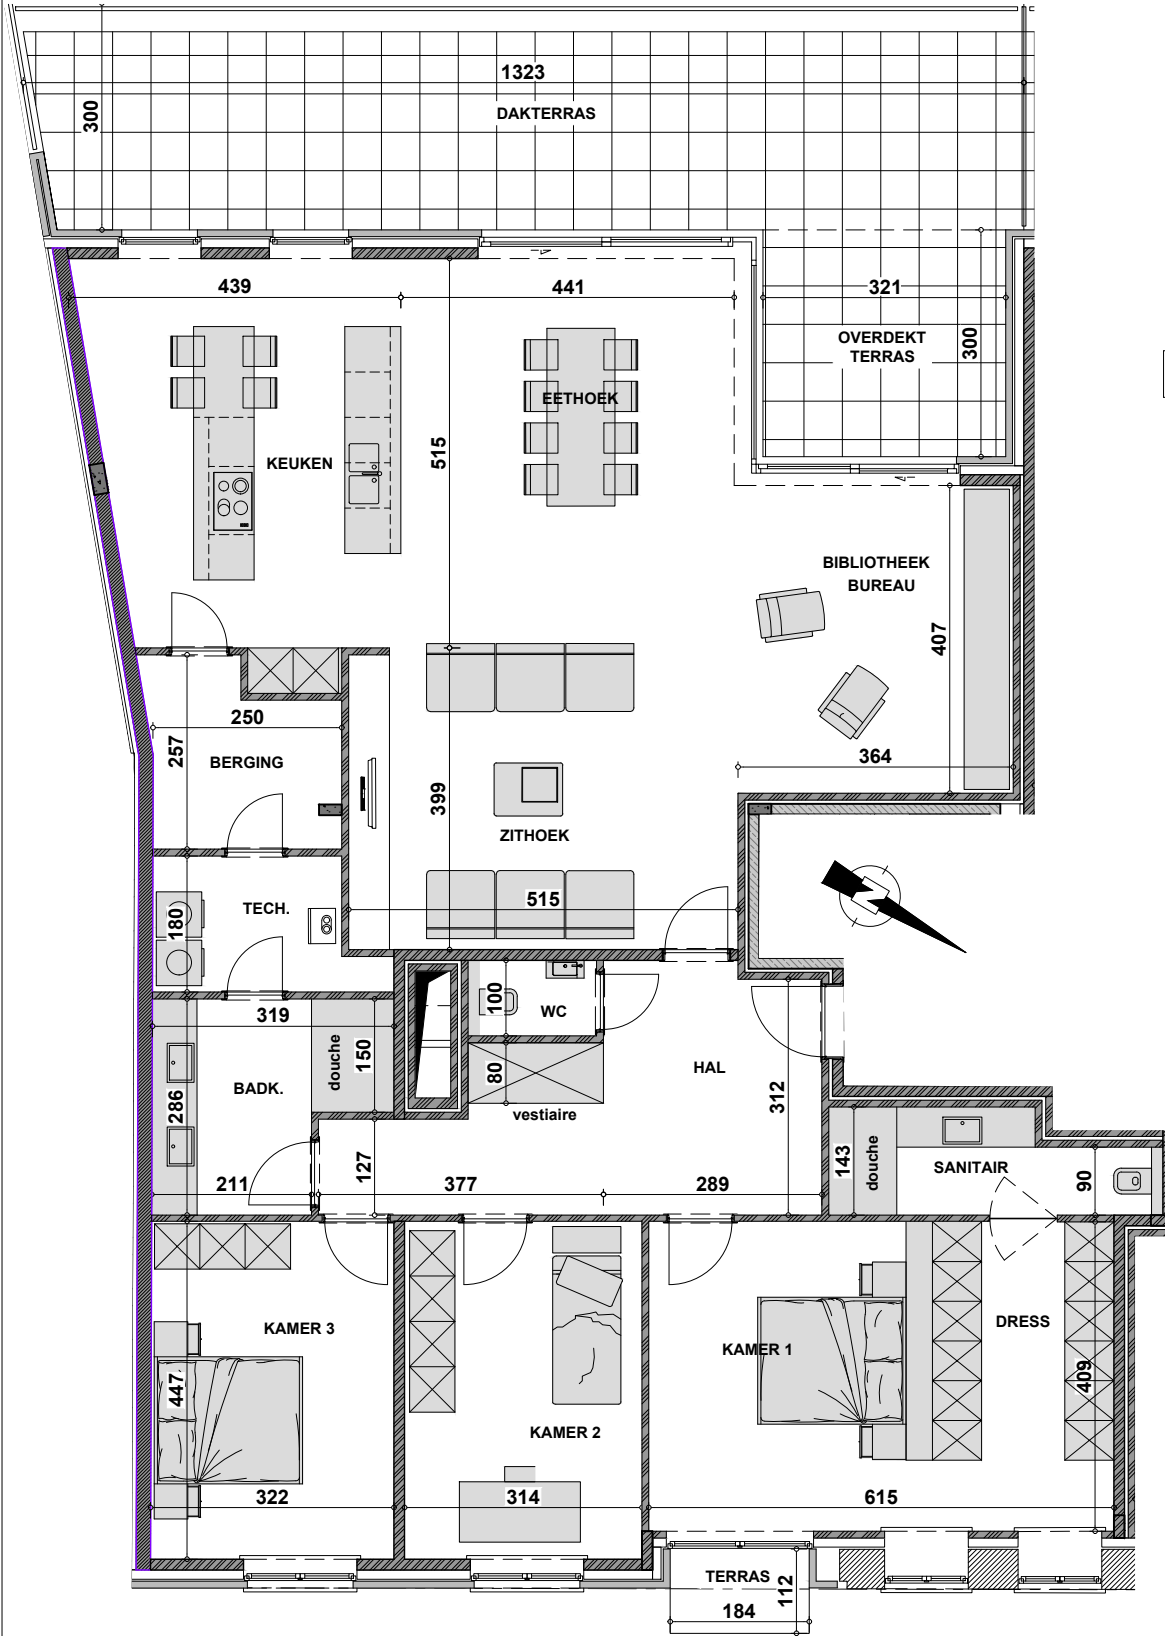 1323
300
DAKTERRAS
439
441
321
300
OVERDEKT
TERRAS
EETHOEK
515
KEUKEN
BIBLIOTHEEK
BUREAU
407
250
257
BERGING
364
399
ZITHOEK
515
TECH.
180
100
WC
319
douche
150
80
HAL
312
BADK.
286
vestiaire
127
143
douche
SANITAIR
90
211
377
289
KAMER 3
KAMER 1
DRESS
447
409
KAMER 2
322
314
615
TERRAS
112
184